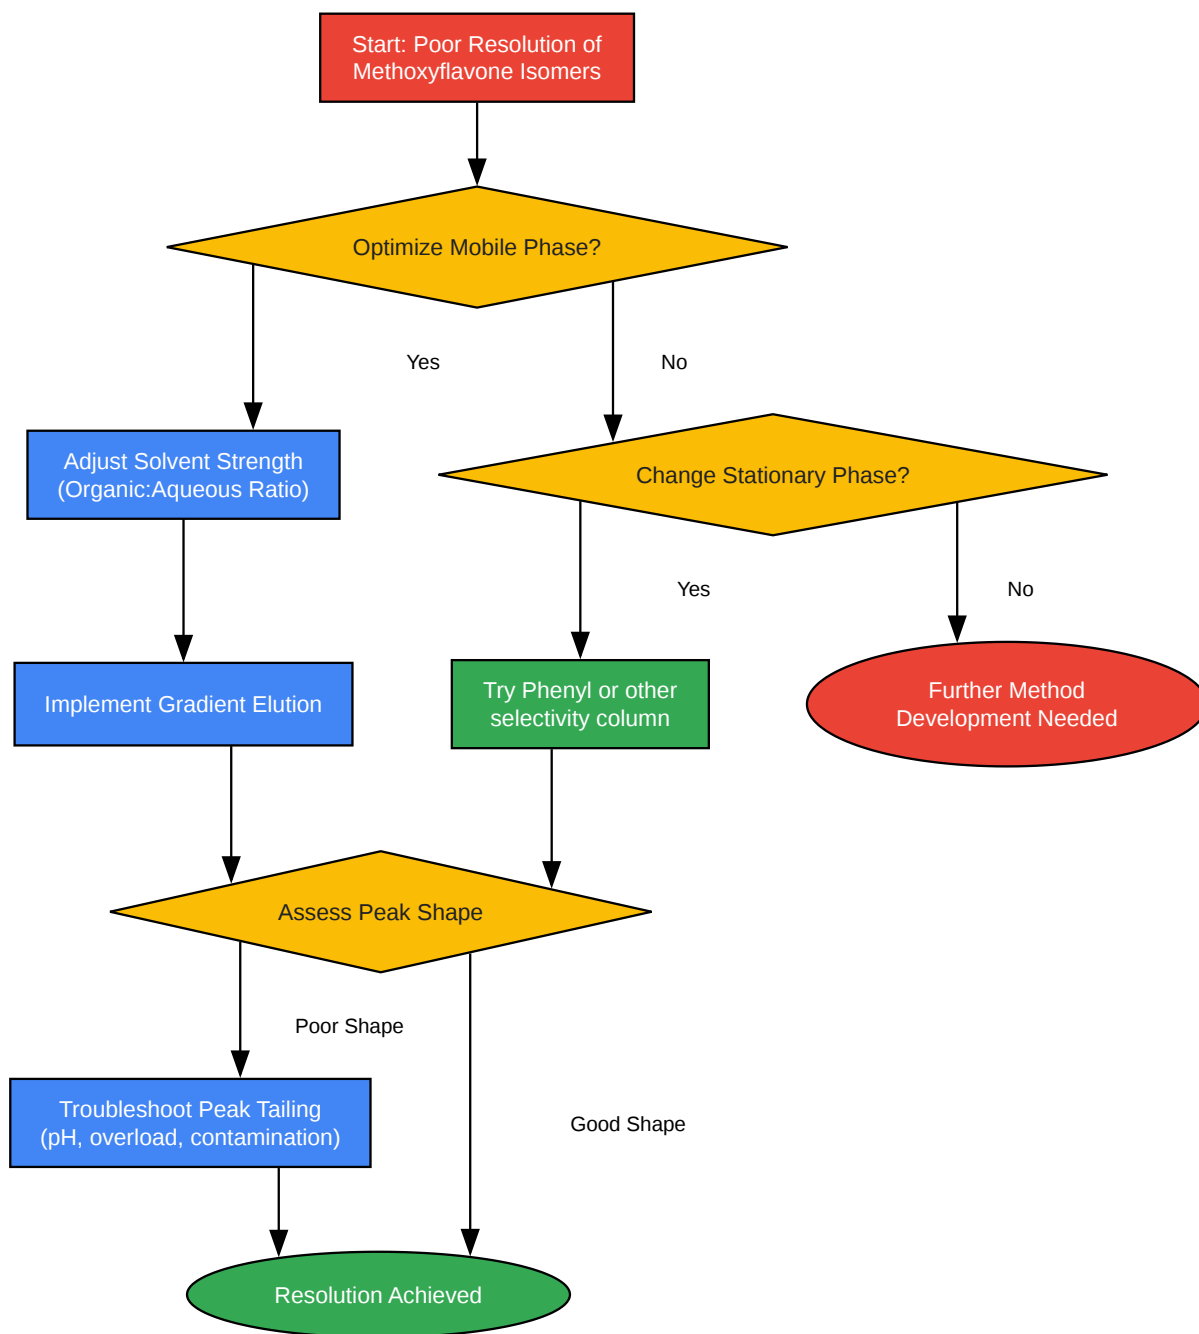 Start: Poor Resolution of
Methoxyflavone Isomers
Optimize Mobile Phase?
Yes
No
Adjust Solvent Strength
(Organic:Aqueous Ratio)
Change Stationary Phase?
Yes
No
Implement Gradient Elution
Try Phenyl or other
selectivity column
Further Method
Development Needed
Assess Peak Shape
Poor Shape
Troubleshoot Peak Tailing
(pH, overload, contamination)
Good Shape
Resolution Achieved